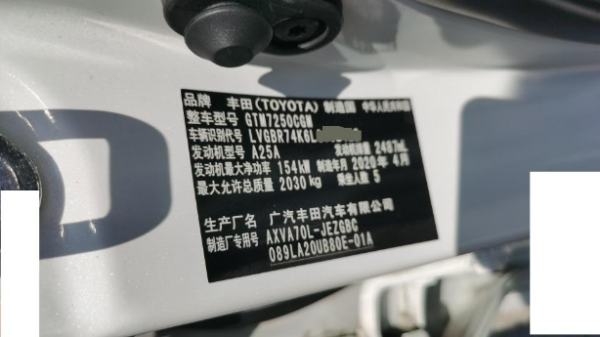 品牌 丰田(TOYOTA) 制造国 中华人民共和国
整车型号 GTM7250CGM
车辆识别代号 LVGBR74K6L
发动机型号 A25A 发动机排量 2487mL
发动机最大净功率 154kW 制造年月 2020年4月
最大允许总质量 2030kg 乘坐人数 5
生产厂名 广汽丰田汽车有限公司
制造厂专用号 AXVA70L-JEZGBC
089LA20UB80E-01A